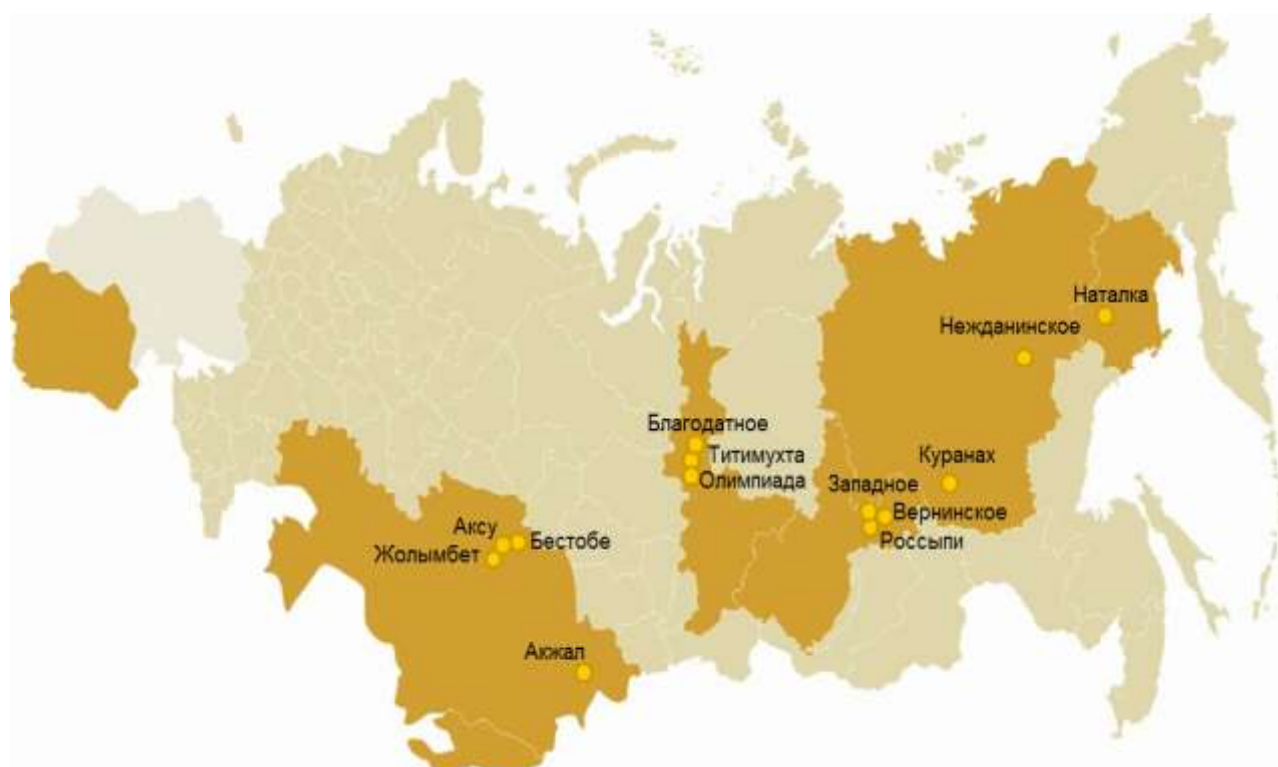 Наталка
Нежданинское
Благодатное
Титимухта
Олимпиада
Куранах
Западное
Вернинское
Россыпи
Аксу
Бестобе
Жолымбет
Акжал